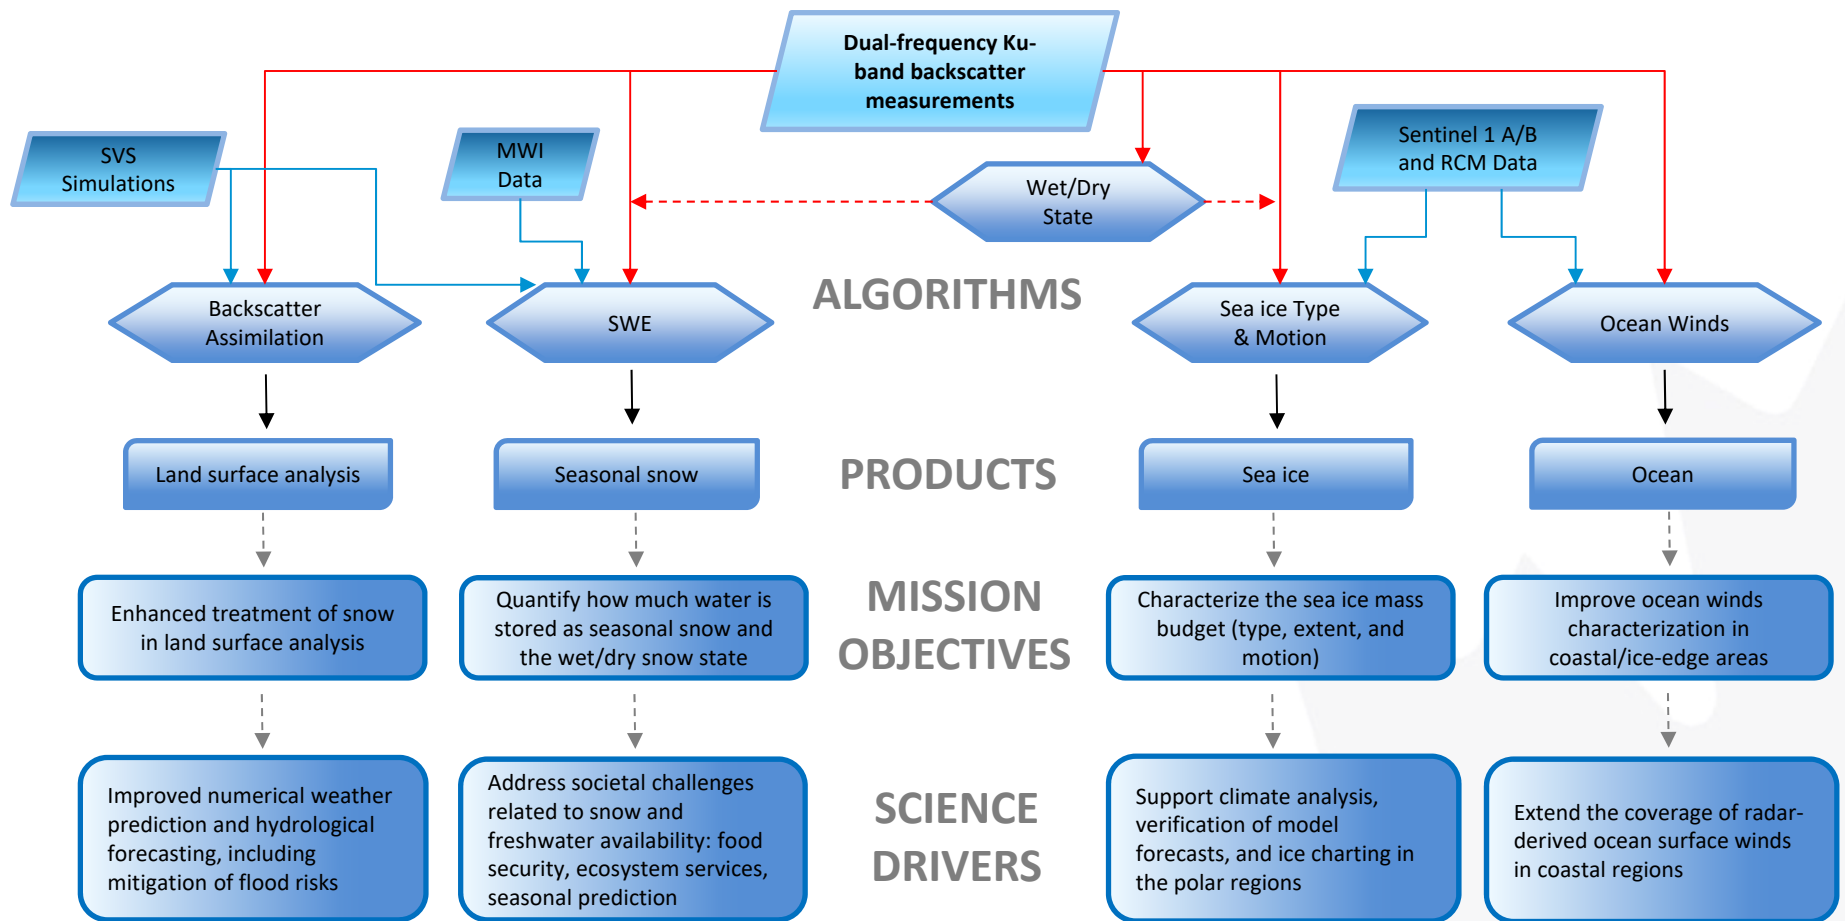 Dual-frequency Ku-
band backscatter
measurements
SVS
Simulations
MWI
Data
Wet/Dry
State
Sentinel 1 A/B
and RCM Data
ALGORITHMS
Backscatter
Assimilation
SWE
Sea ice Type
& Motion
Ocean Winds
PRODUCTS
Land surface analysis
Seasonal snow
Sea ice
Ocean
MISSION
OBJECTIVES
Enhanced treatment of snow
in land surface analysis
Quantify how much water is
stored as seasonal snow and
the wet/dry snow state
Characterize the sea ice mass
budget (type, extent, and
motion)
Improve ocean winds
characterization in
coastal/ice-edge areas
SCIENCE
DRIVERS
Improved numerical weather
prediction and hydrological
forecasting, including
mitigation of flood risks
Address societal challenges
related to snow and
freshwater availability: food
security, ecosystem services,
seasonal prediction
Support climate analysis,
verification of model
forecasts, and ice charting in
the polar regions
Extend the coverage of radar-
derived ocean surface winds
in coastal regions